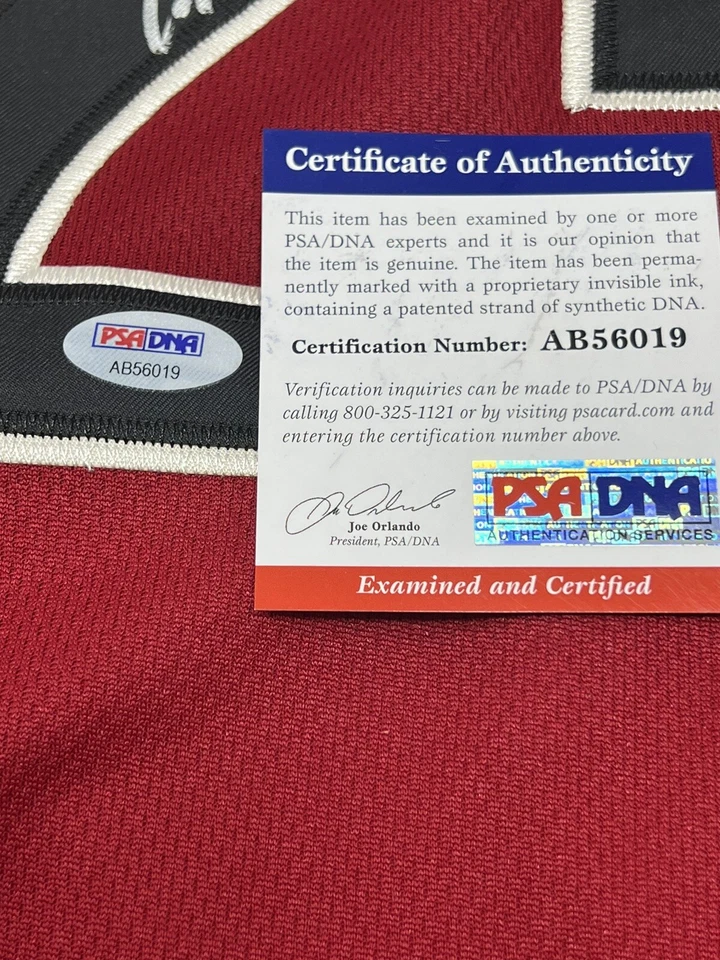 Certificate of Authenticity
This item has been examined by one or more
PSA/DNA experts and it is our opinion that
the item is genuine. The item has been perma-
nently marked with a proprietary invisible ink,
containing a patented strand of synthetic DNA.
Certification Number: AB56019
PSA DNA
AB56019
Verification inquiries can be made to PSA/DNA by
calling 800-325-1121 or by visiting psacard.com and
entering the certification number above.
Joe Orlando
President, PSA/DNA
PSA DNA
AUTHENTICATION SERVICES
Examined and Certified